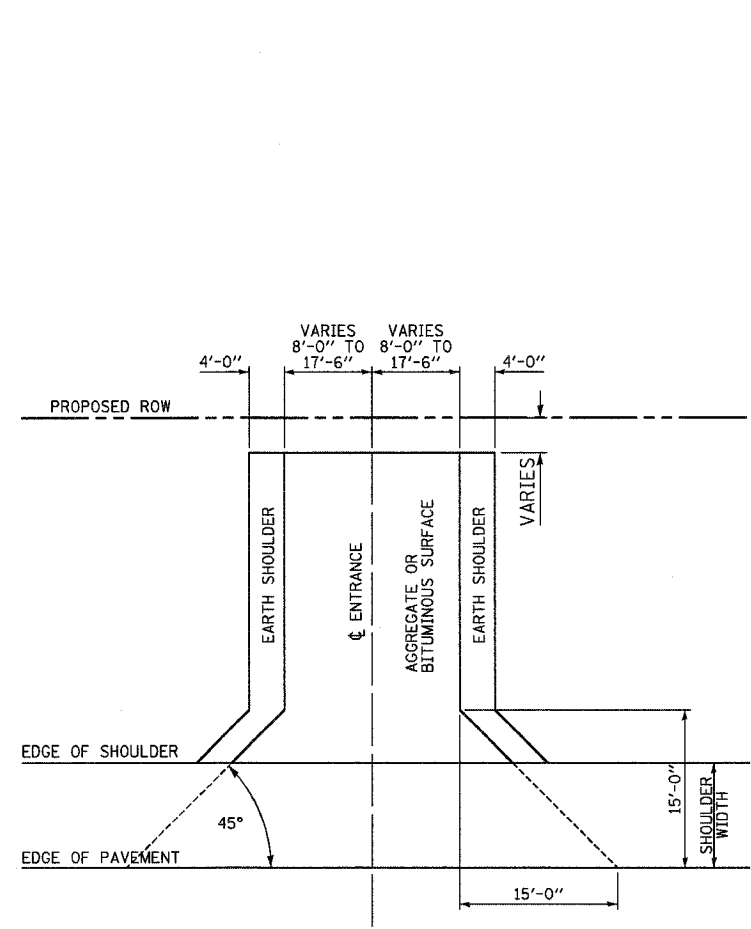 VARIES VARIES
8'-0" TO 8'-0" TO
4'-0" 17'-6" 17'-6" 4'-0"
PROPOSED ROW
VARIES
EARTH SHOULDER
℄ ENTRANCE
AGGREGATE OR
BITUMINOUS SURFACE
EARTH SHOULDER
EDGE OF SHOULDER
15'-0"
SHOULDER
WIDTH
45°
EDGE OF PAVEMENT
15'-0"